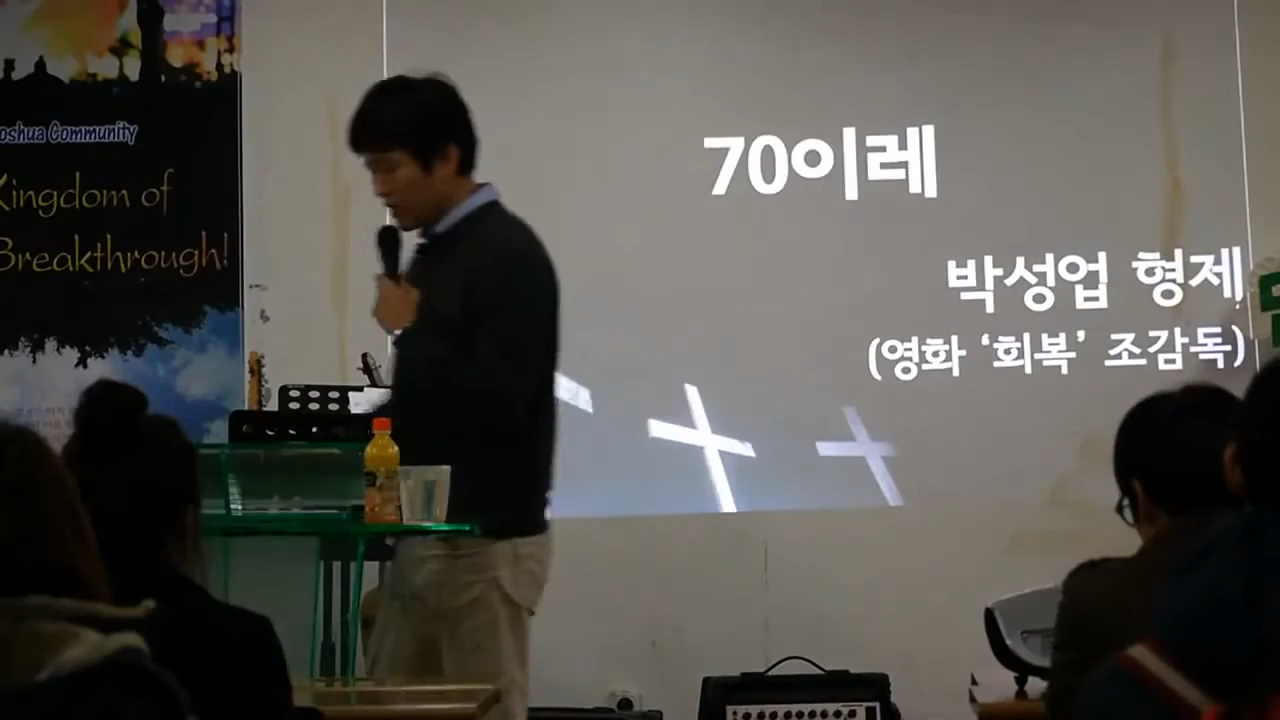 oshua Community
Kingdom of
Breakthrough!
70이레
박성업 형제
(영화 ‘회복’ 조감독)